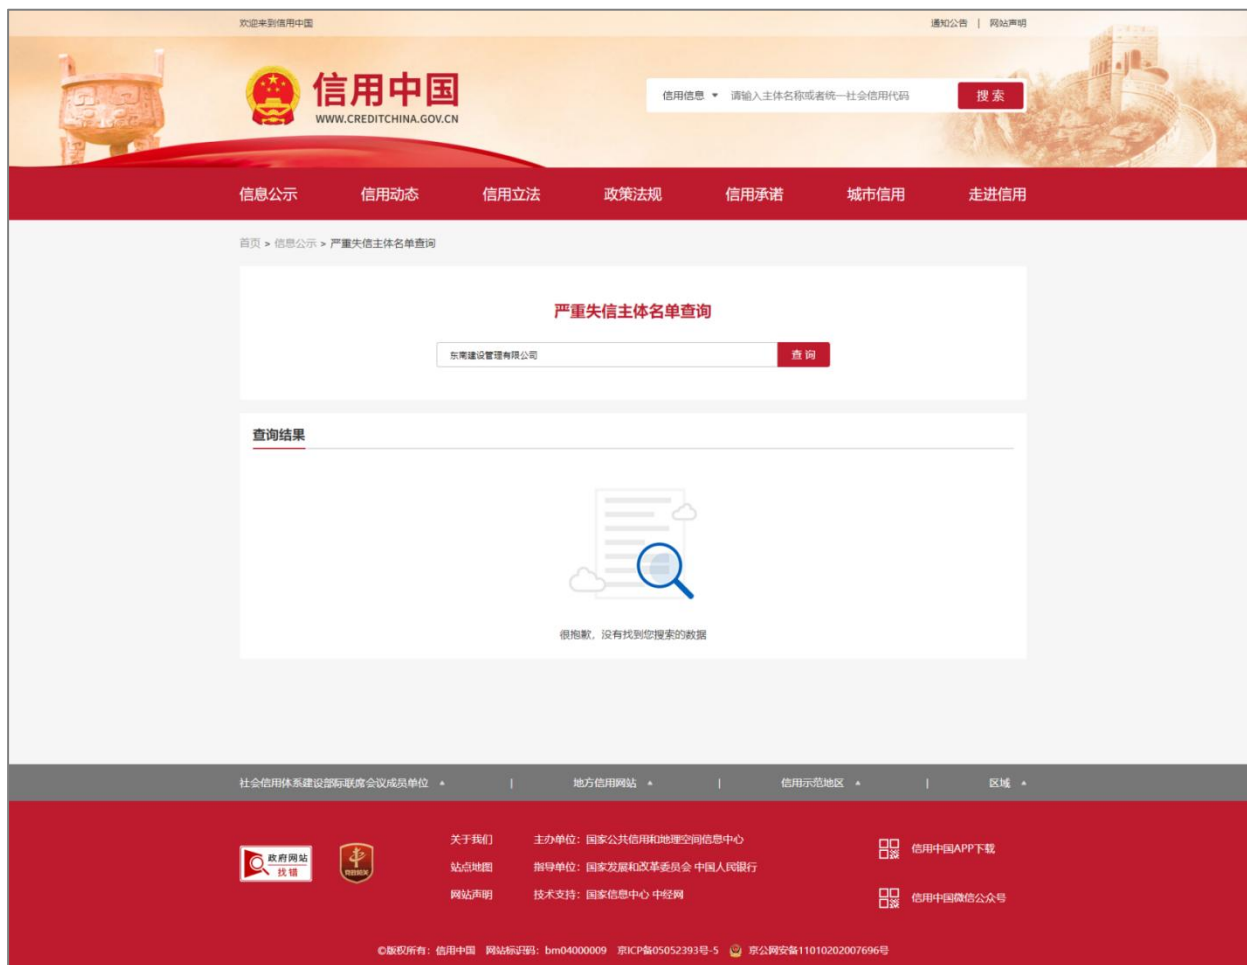 欢迎来到信用中国
通知公告 | 网站声明
信用中国
WWW.CREDITCHINA.GOV.CN
信用信息 请输入主体名称或者统一社会信用代码 搜索
信息公示 信用动态 信用立法 政策法规 信用承诺 城市信用 走进信用
首页 > 信息公示 > 严重失信主体名单查询
严重失信主体名单查询
东南建设管理有限公司 查询
查询结果
很抱歉，没有找到您搜索的数据
社会信用体系建设部际联席会议成员单位 | 地方信用网站 | 信用示范地区 | 区域
政府网站
找错
党政机关
关于我们 主办单位：国家公共信用和地理空间信息中心
站点地图 指导单位：国家发展和改革委员会 中国人民银行
网站声明 技术支持：国家信息中心 中经网
信用中国APP下载
信用中国微信公众号
©版权所有：信用中国 网站标识码：bm04000009 京ICP备05052393号-5 京公网安备11010202007696号